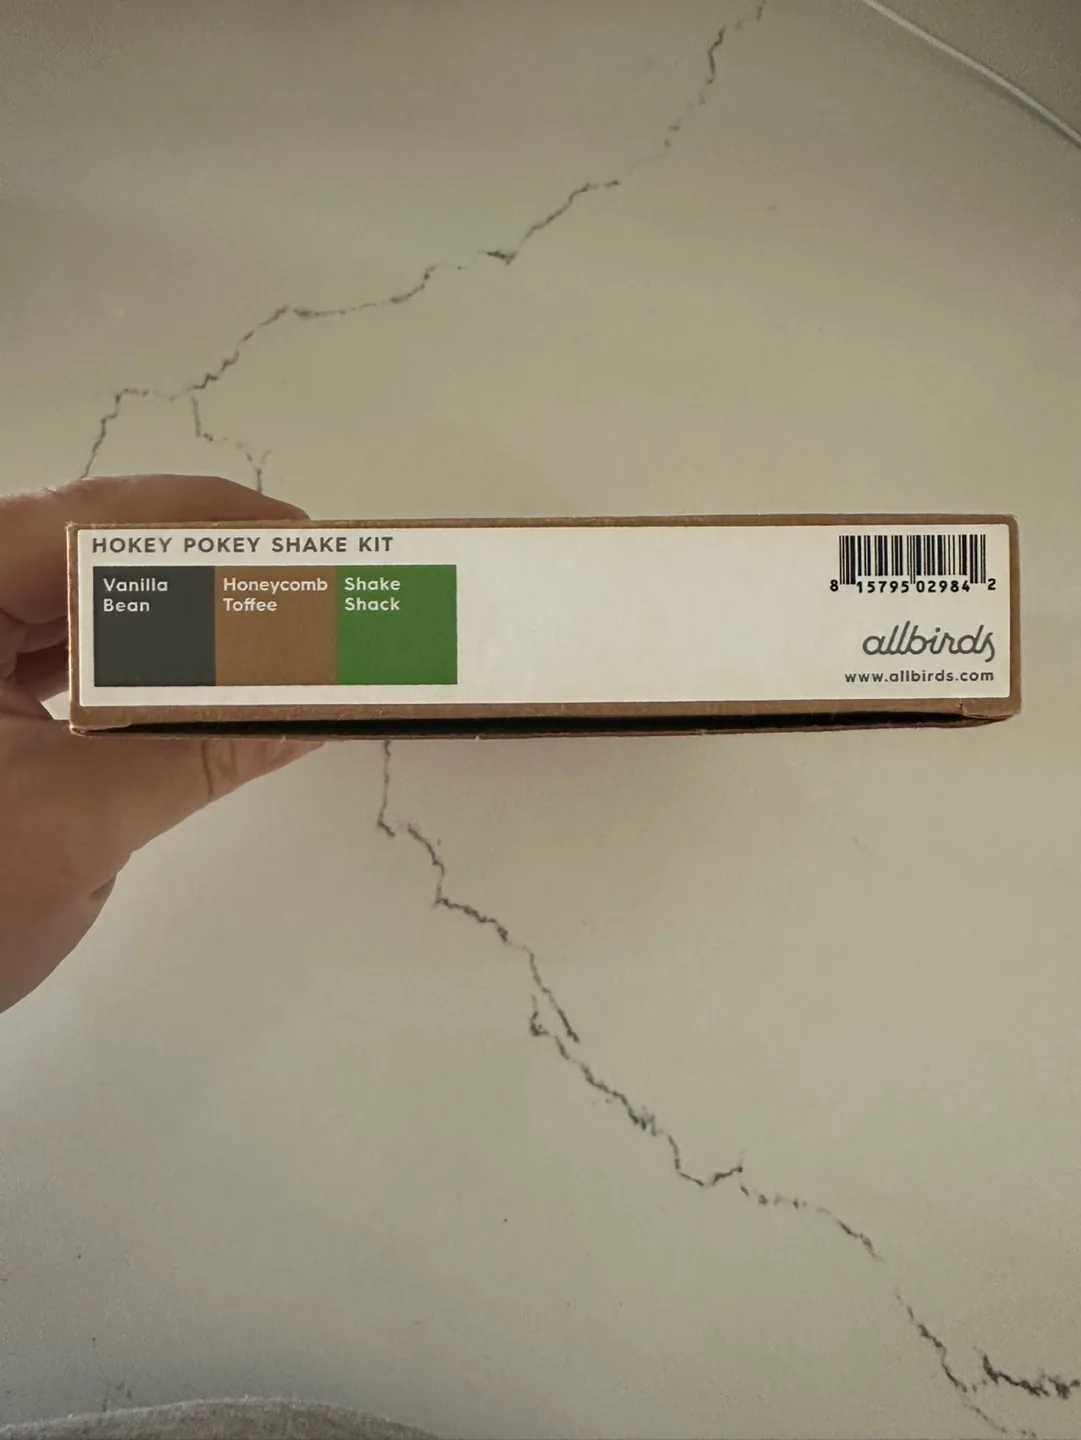 HOKEY POKEY SHAKE KIT
Vanilla
Bean
Honeycomb
Toffee
Shake
Shack
8 15795 02984 2
allbirds
www.allbirds.com